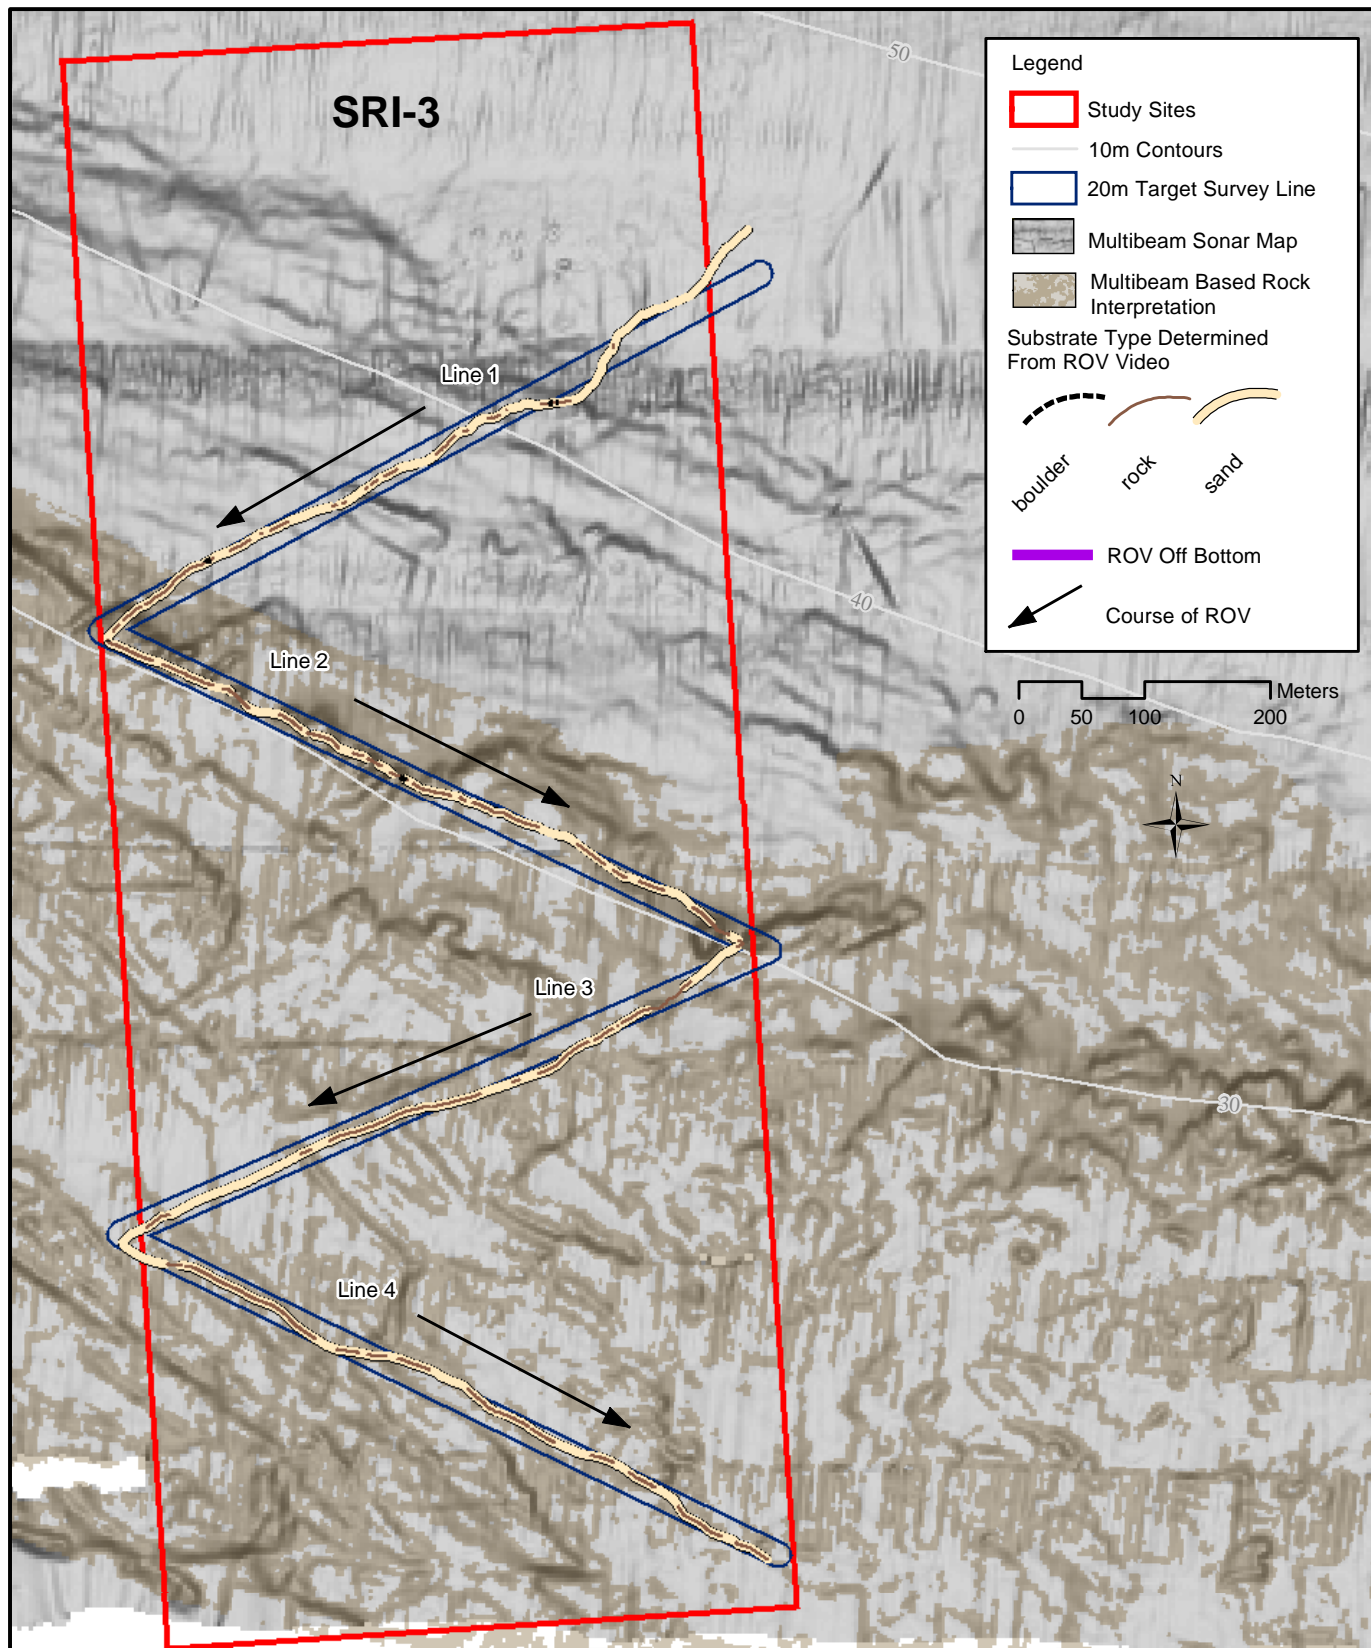 SRI-3
50
Legend
Study Sites
10m Contours
20m Target Survey Line
Multibeam Sonar Map
Multibeam Based Rock
Interpretation
Substrate Type Determined
From ROV Video
boulder
rock
sand
ROV Off Bottom
Course of ROV
Meters
0 50 100 200
N
Line 1
40
Line 2
Line 3
30
Line 4